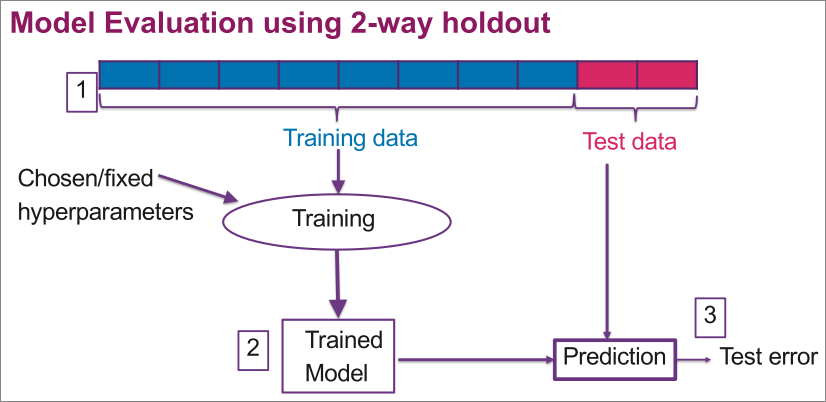 Model Evaluation using 2-way holdout
1
Training data
Test data
Chosen/fixed
hyperparameters
Training
2
Trained
Model
Prediction
3
Test error